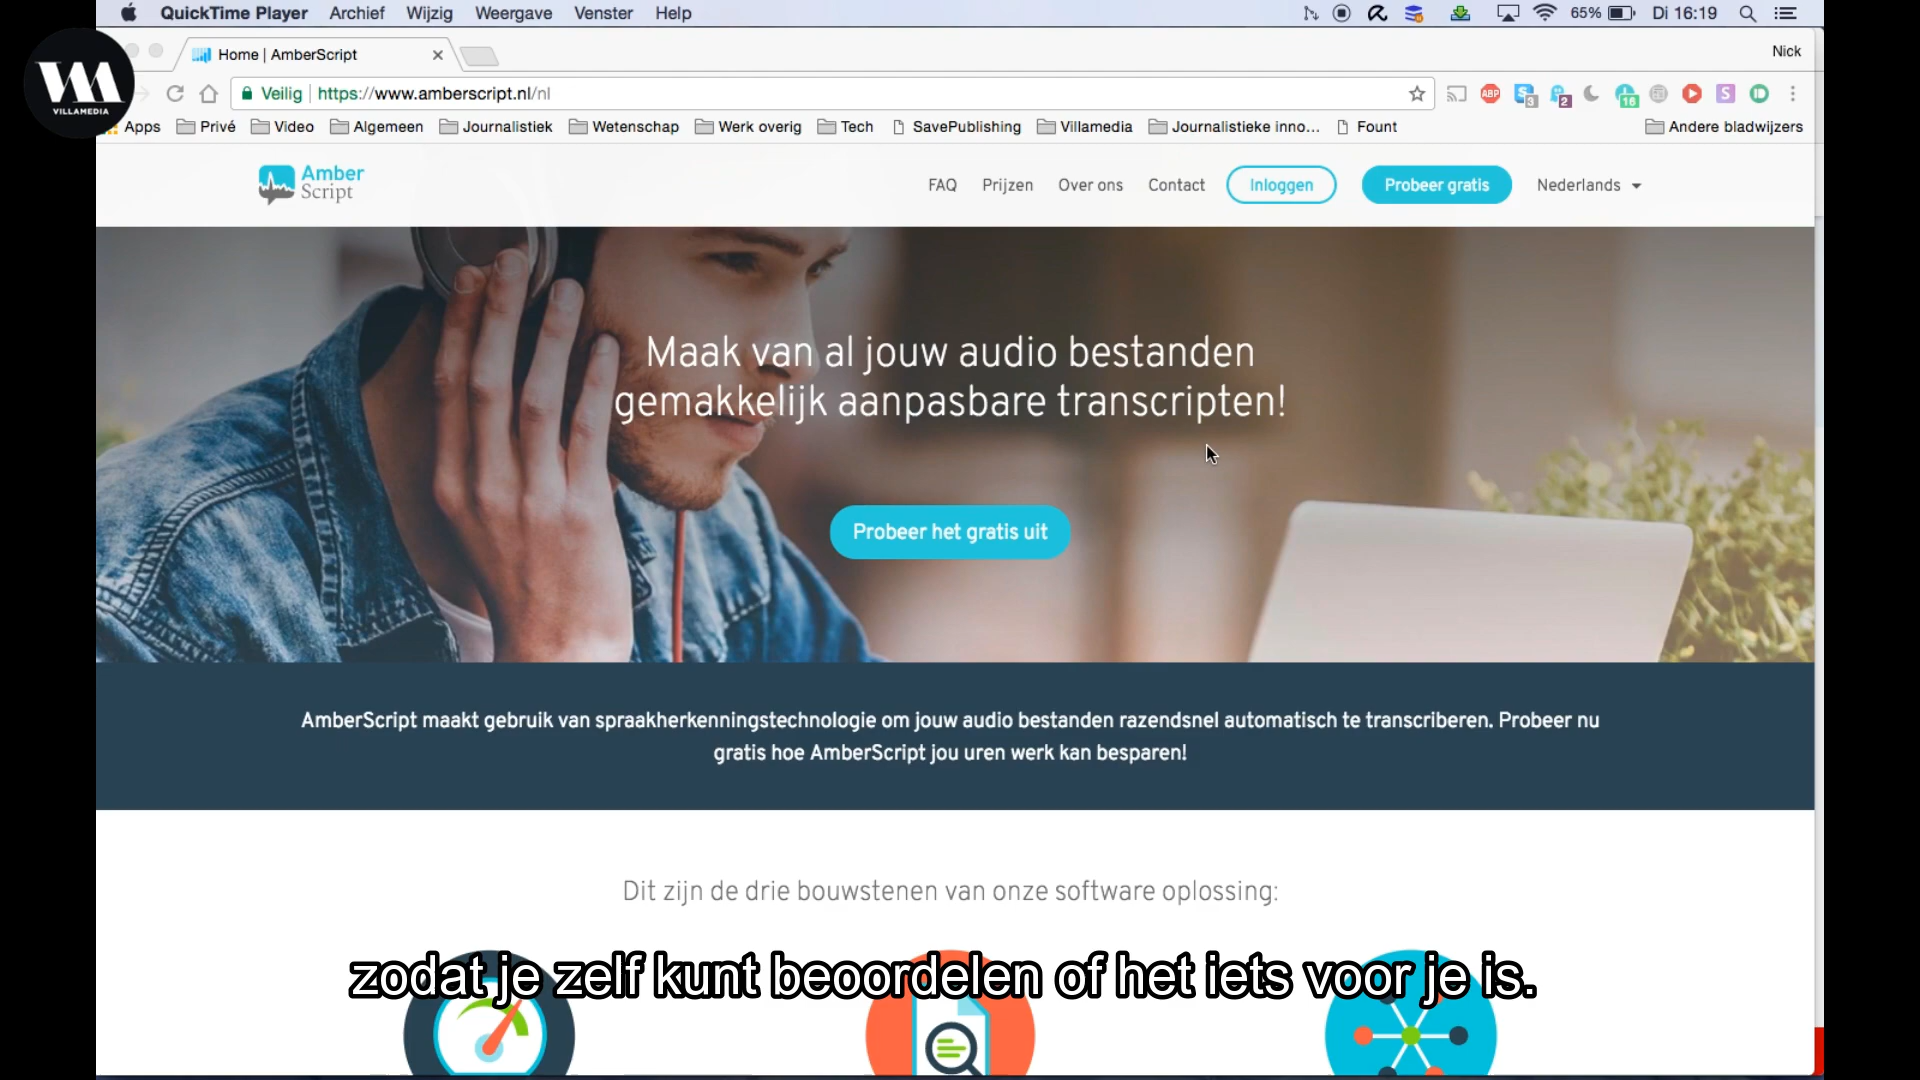 QuickTime Player Archief Wijzig Weergave Venster Help 65% Di 16:19
VM
VILLAMEDIA
Home | AmberScript Nick
Veilig https://www.amberscript.nl/nl ABP 3 2 16 S
Apps Privé Video Algemeen Journalistiek Wetenschap Werk overig Tech SavePublishing Villamedia Journalistieke inno... Fount Andere bladwijzers
Amber
Script
FAQ Prijzen Over ons Contact Inloggen Probeer gratis Nederlands
Maak van al jouw audio bestanden
gemakkelijk aanpasbare transcripten!
Probeer het gratis uit
AmberScript maakt gebruik van spraakherkenningstechnologie om jouw audio bestanden razendsnel automatisch te transcriberen. Probeer nu
gratis hoe AmberScript jou uren werk kan besparen!
Dit zijn de drie bouwstenen van onze software oplossing:
zodat je zelf kunt beoordelen of het iets voor je is.